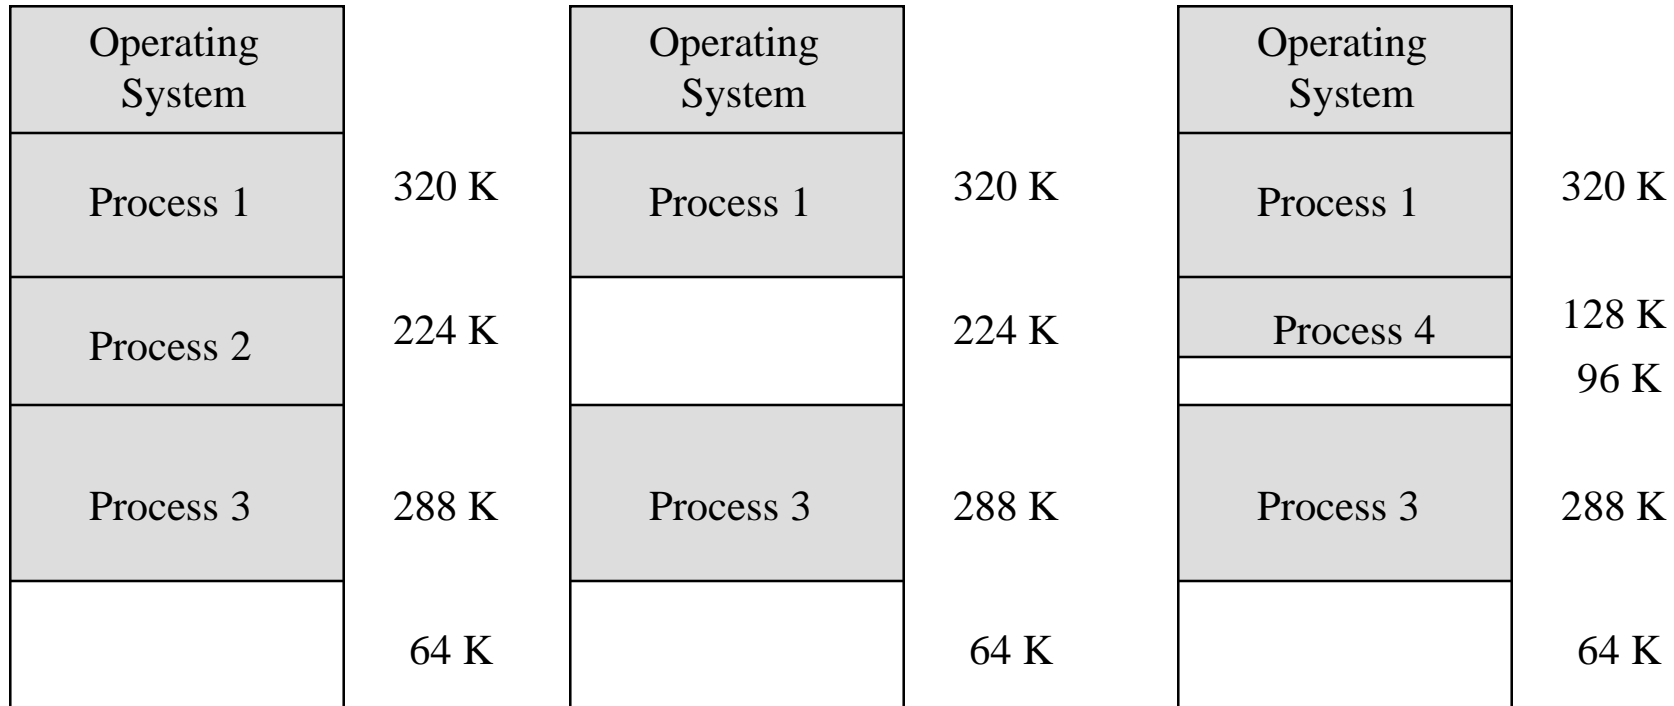 Operating
System
Process 1
320 K
Process 2
224 K
Process 3
288 K
64 K
Operating
System
Process 1
320 K
224 K
Process 3
288 K
64 K
Operating
System
Process 1
320 K
Process 4
128 K
96 K
Process 3
288 K
64 K